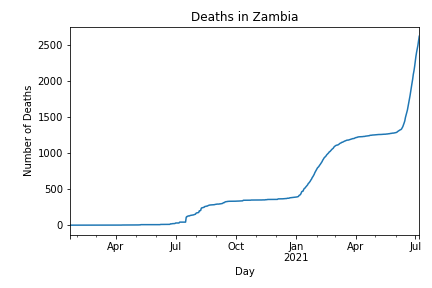 Deaths in Zambia
Number of Deaths
2500
2000
1500
1000
500
0
Apr
Jul
Oct
Jan
2021
Apr
Jul
Day